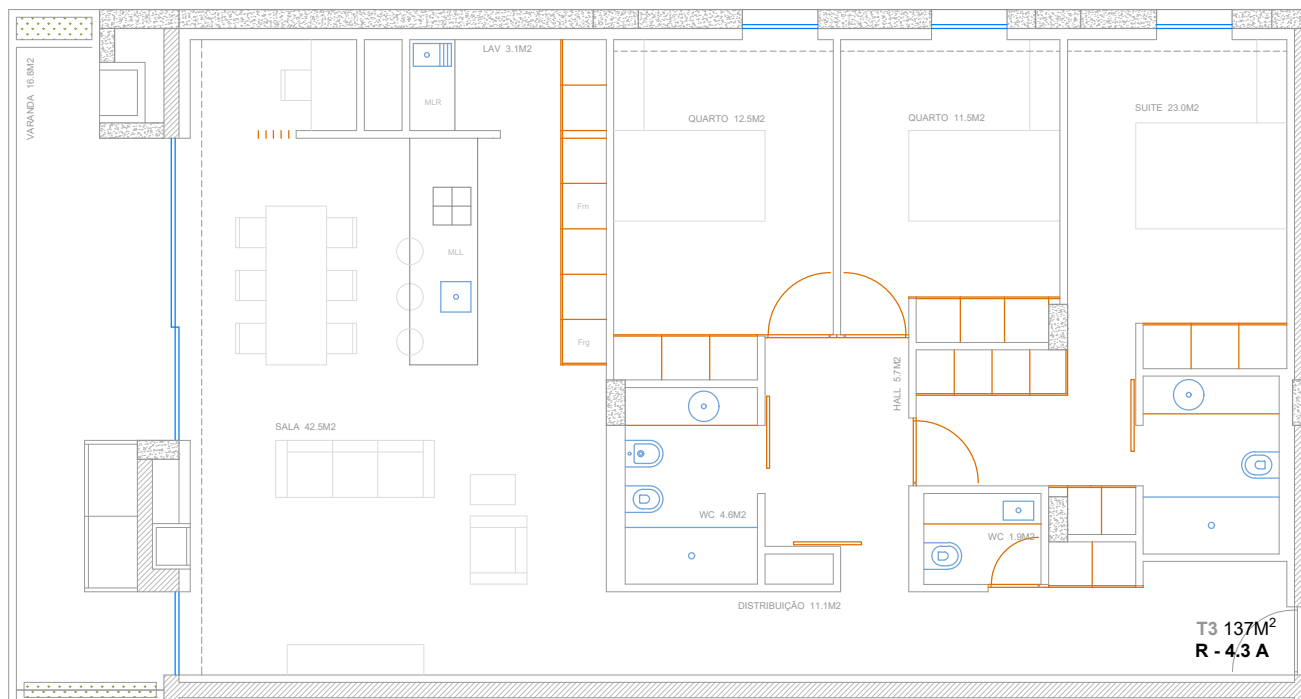 VARANDA 16.8M2
LAV 3.1M2
MLR
QUARTO 12.5M2
QUARTO 11.5M2
SUITE 23.0M2
Frn
MLL
Frg
HALL 5.7M2
SALA 42.5M2
WC 4.6M2
WC 1.9M2
DISTRIBUIÇÃO 11.1M2
T3 137M²
R - 4.3 A